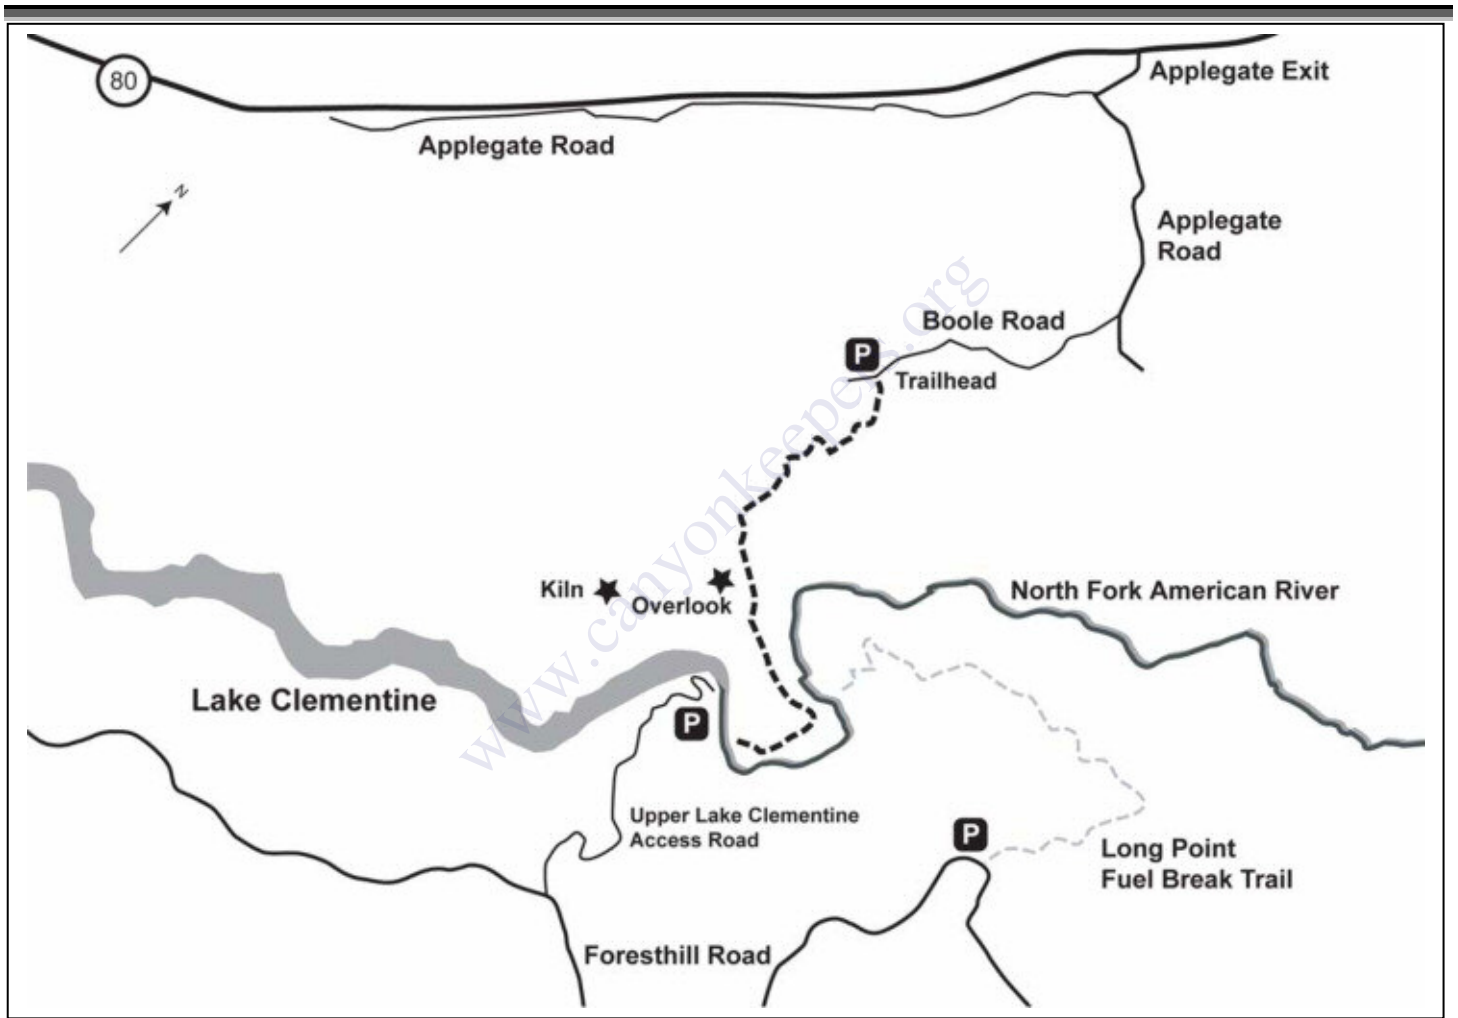 80
Applegate Exit
Applegate Road
N
Applegate
Road
Boole Road
P
Trailhead
www.canyonkeepers.org
Kiln
Overlook
North Fork American River
Lake Clementine
P
Upper Lake Clementine
Access Road
P
Long Point
Fuel Break Trail
Foresthill Road